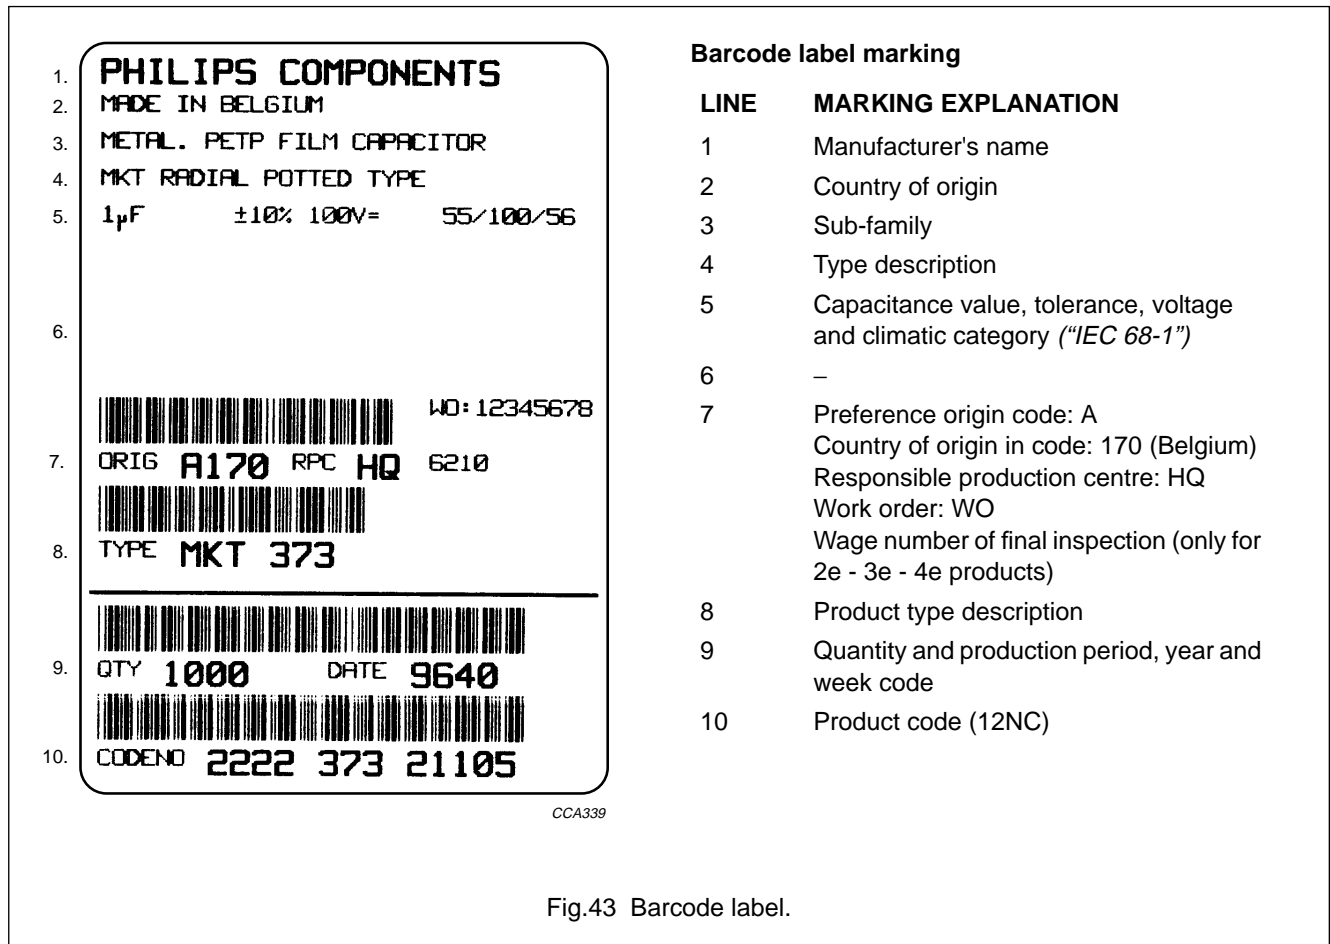 1. PHILIPS COMPONENTS
2. MADE IN BELGIUM
3. METAL. PETP FILM CAPACITOR
4. MKT RADIAL POTTED TYPE
5. 1µF ±10% 100V= 55/100/56
6.
WO:12345678
7. ORIG A170 RPC HQ 6210
8. TYPE MKT 373
9. QTY 1000 DATE 9640
10. CODENO 2222 373 21105
CCA339
Barcode label marking
LINE MARKING EXPLANATION
1 Manufacturer's name
2 Country of origin
3 Sub-family
4 Type description
5 Capacitance value, tolerance, voltage
and climatic category (“IEC 68-1”)
6 –
7 Preference origin code: A
Country of origin in code: 170 (Belgium)
Responsible production centre: HQ
Work order: WO
Wage number of final inspection (only for
2e - 3e - 4e products)
8 Product type description
9 Quantity and production period, year and
week code
10 Product code (12NC)
Fig.43 Barcode label.